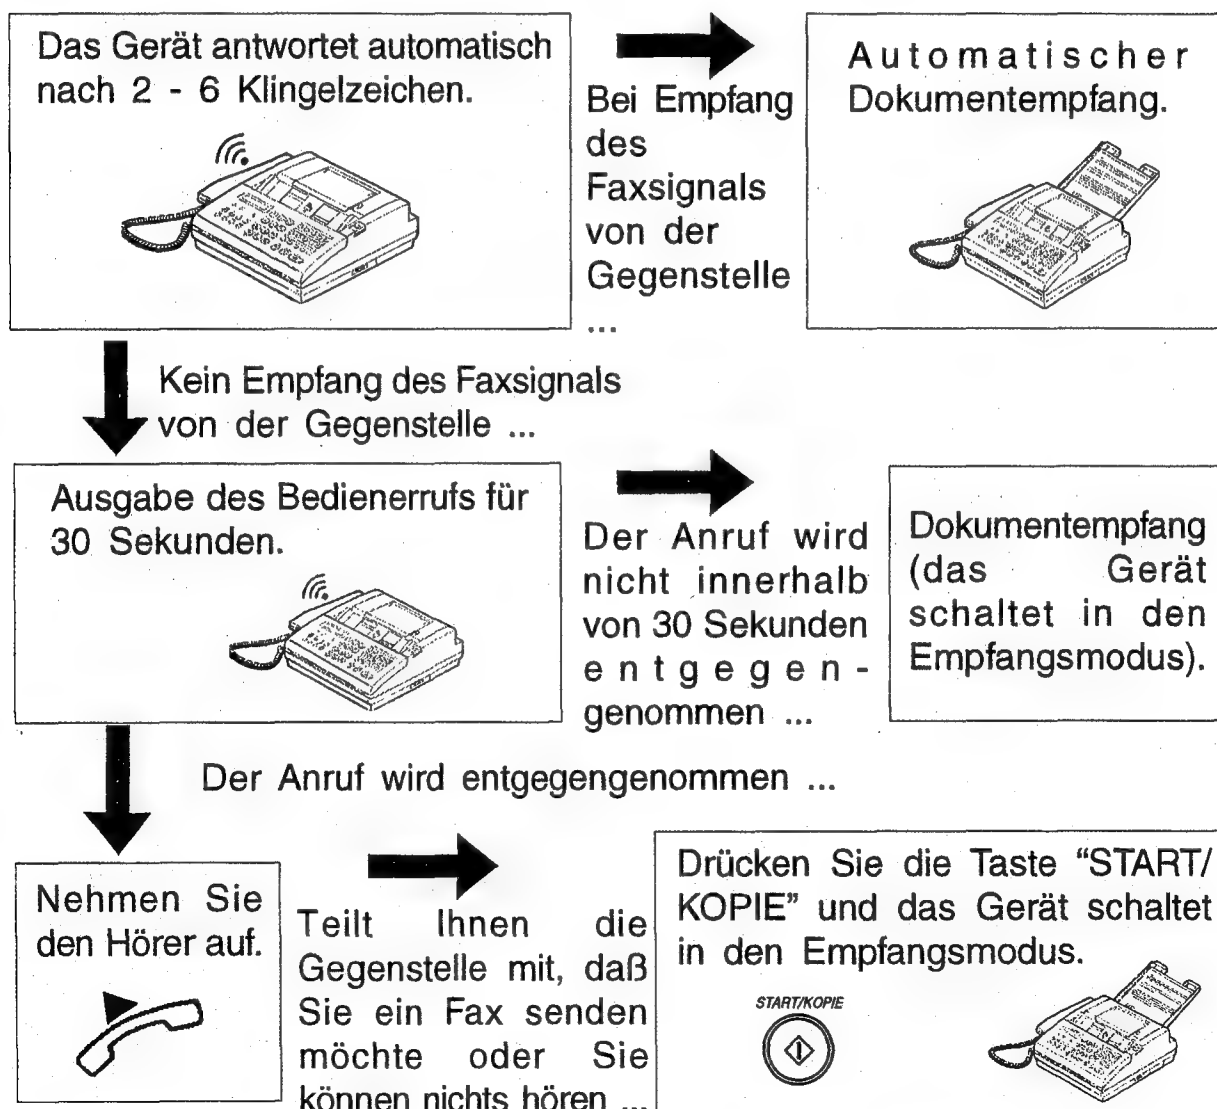 Das Gerät antwortet automatisch
nach 2 - 6 Klingelzeichen.
Bei Empfang
des
Faxsignals
von der
Gegenstelle
...
Automatischer
Dokumentempfang.
Kein Empfang des Faxsignals
von der Gegenstelle ...
Ausgabe des Bedienerrufs für
30 Sekunden.
Der Anruf wird
nicht innerhalb
von 30 Sekunden
entgegen-
genommen ...
Dokumentempfang
(das Gerät
schaltet in den
Empfangsmodus).
Der Anruf wird entgegengenommen ...
Nehmen Sie
den Hörer auf.
Teilt Ihnen die
Gegenstelle mit, daß
Sie ein Fax senden
möchte oder Sie
können nichts hören ...
Drücken Sie die Taste “START/
KOPIE” und das Gerät schaltet
in den Empfangsmodus.
START/KOPIE